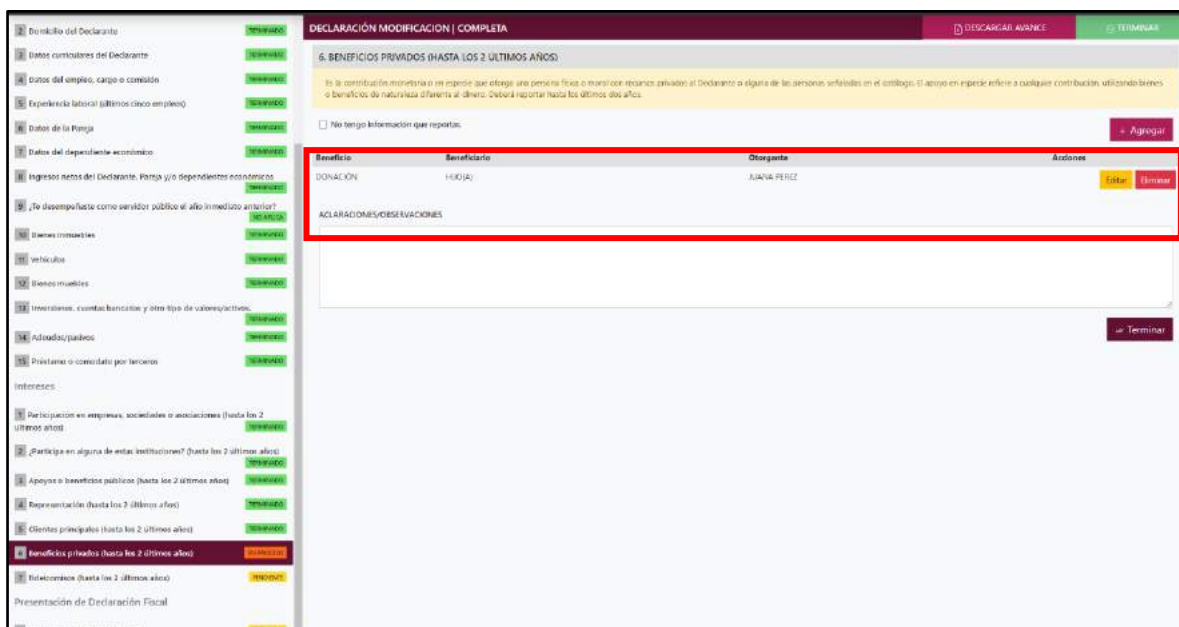 2 Domicilio del Declarante TERMINADO
3 Datos curriculares del Declarante TERMINADO
4 Datos del empleo, cargo o comisión TERMINADO
5 Experiencia laboral (últimos cinco empleos) TERMINADO
6 Datos de la Pareja TERMINADO
7 Datos del dependiente económico TERMINADO
8 Ingresos netos del Declarante, Pareja y/o dependientes económicos
TERMINADO
9 ¿Te desempeñaste como servidor público el año inmediato anterior?
NO APLICA
10 Bienes inmuebles TERMINADO
11 Vehículos TERMINADO
12 Bienes muebles TERMINADO
13 Inversiones, cuentas bancarias y otro tipo de valores/activos.
TERMINADO
14 Adeudos/pasivos TERMINADO
15 Préstamo o comodato por terceros TERMINADO
Intereses
1 Participación en empresas, sociedades o asociaciones (hasta los 2
últimos años) TERMINADO
2 ¿Participa en alguna de estas instituciones? (hasta los 2 últimos años)
TERMINADO
3 Apoyos o beneficios públicos (hasta los 2 últimos años) TERMINADO
4 Representación (hasta los 2 últimos años) TERMINADO
5 Clientes principales (hasta los 2 últimos años) TERMINADO
6 Beneficios privados (hasta los 2 últimos años)
7 Fideicomisos (hasta los 2 últimos años) PENDIENTE
Presentación de Declaración Fiscal
DECLARACIÓN MODIFICACION | COMPLETA
DESCARGAR AVANCE
TERMINAR
6. BENEFICIOS PRIVADOS (HASTA LOS 2 ÚLTIMOS AÑOS)
Es la contribución monetaria o en especie que otorga una persona física o moral con recursos privados al Declarante o alguna de las personas señaladas en el catálogo. El apoyo en especie refiere a cualquier contribución, utilizando bienes
o beneficios de naturaleza diferente al dinero. Deberá reportar hasta los últimos dos años.
No tengo información que reportar.
+ Agregar
Beneficio Beneficiario Otorgante Acciones
DONACIÓN HIJO(A) JUANA PEREZ Editar Eliminar
ACLARACIONES/OBSERVACIONES
Terminar